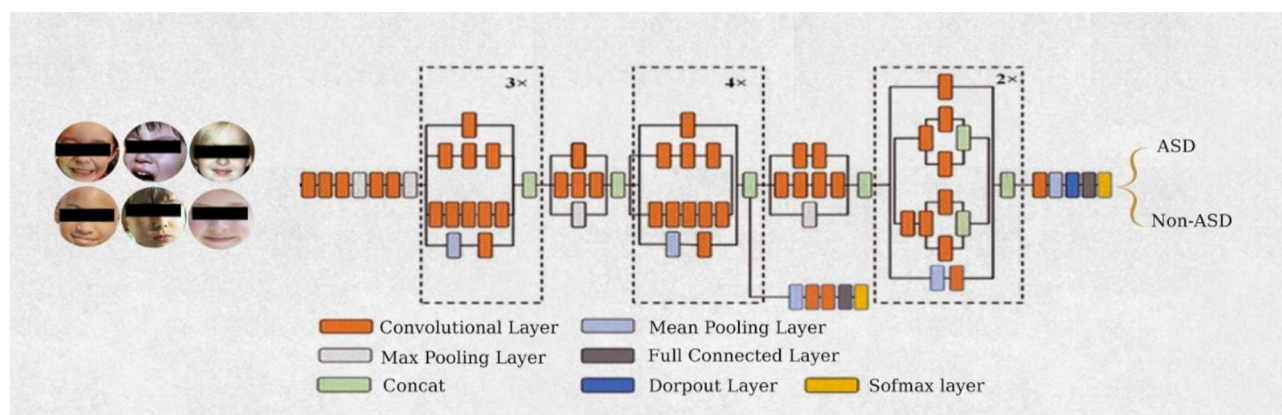 3×
4×
2×
ASD
Non-ASD
Convolutional Layer
Mean Pooling Layer
Max Pooling Layer
Full Connected Layer
Concat
Dorpout Layer
Sofmax layer